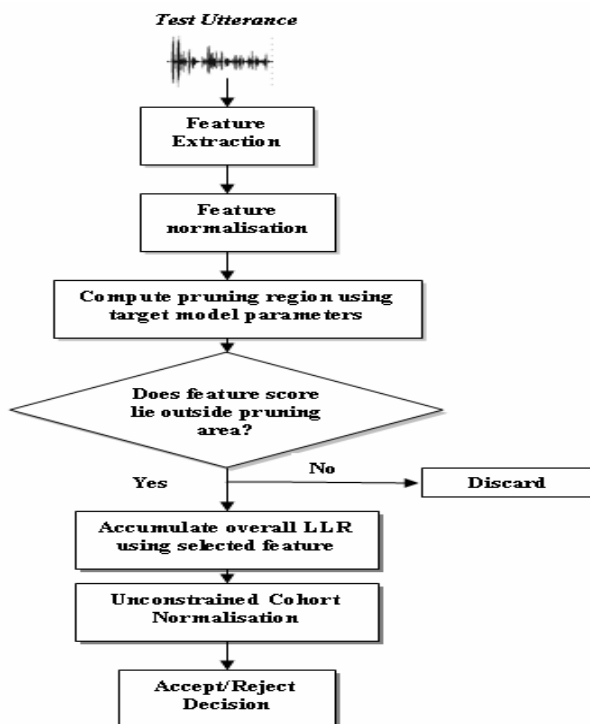 Test Utterance
Feature
Extraction
Feature
normalisation
Compute pruning region using
target model parameters
Does feature score
lie outside pruning
area?
No
Yes
Discard
Accumulate overall LLR
using selected feature
Unconstrained Cohort
Normalisation
Accept/Reject
Decision